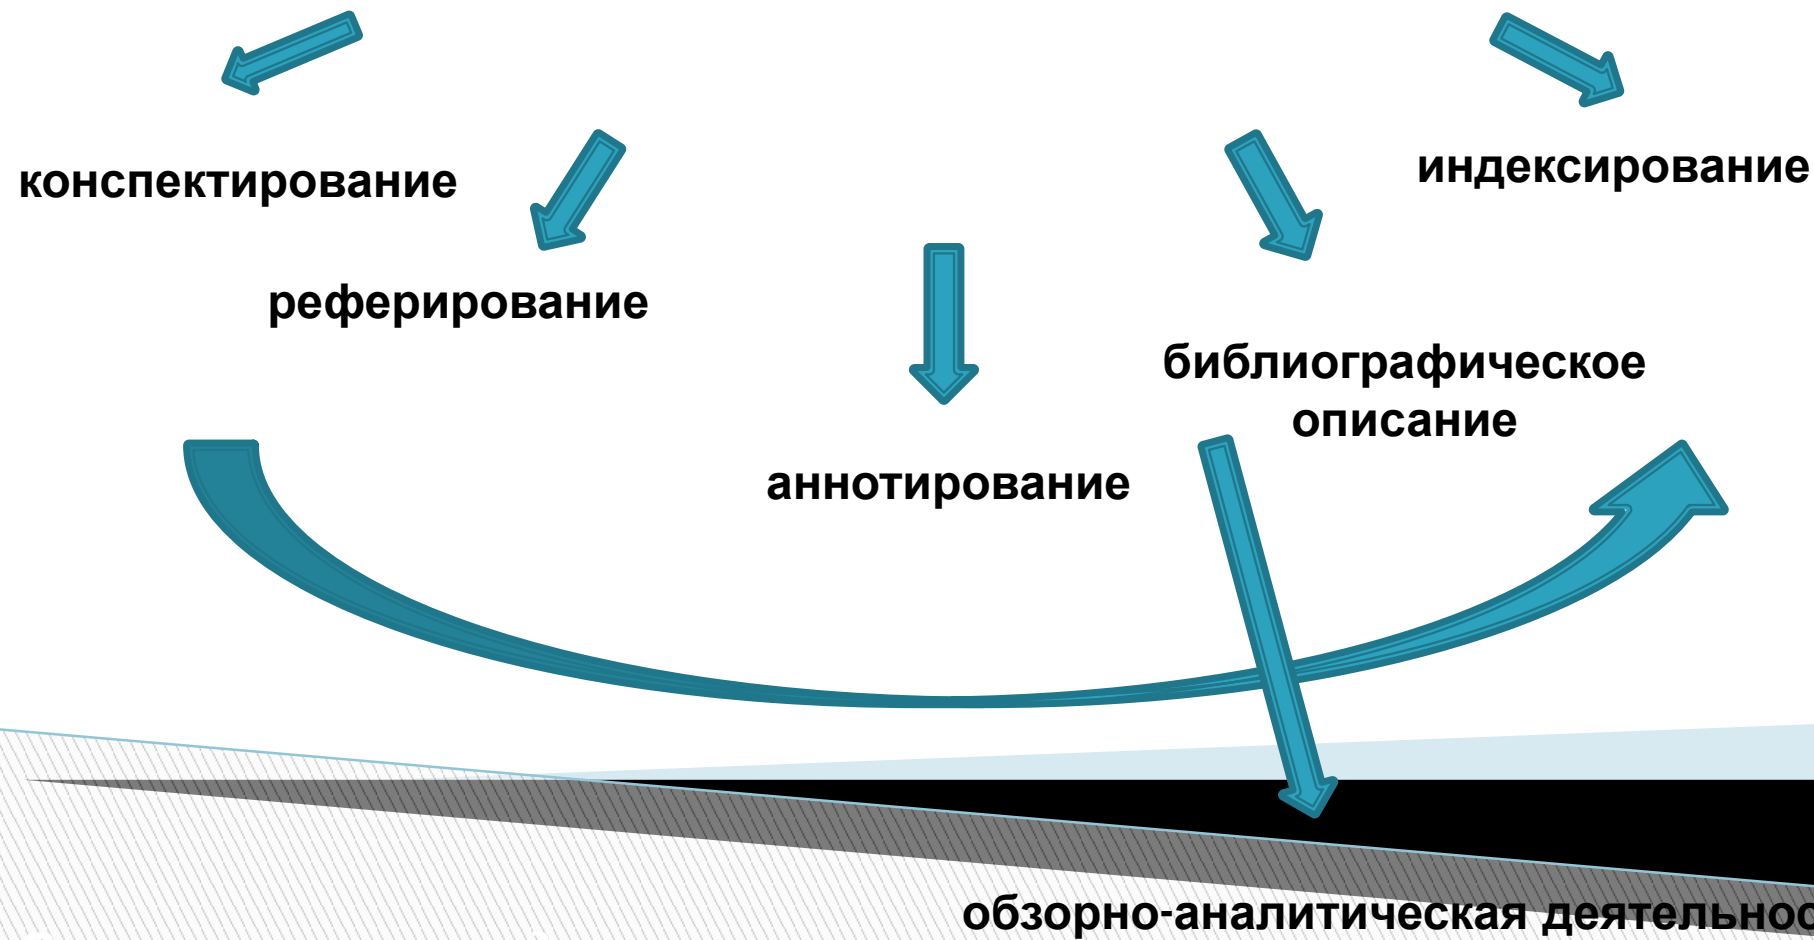 конспектирование
индексирование
реферирование
библиографическое
описание
аннотирование
обзорно-аналитическая